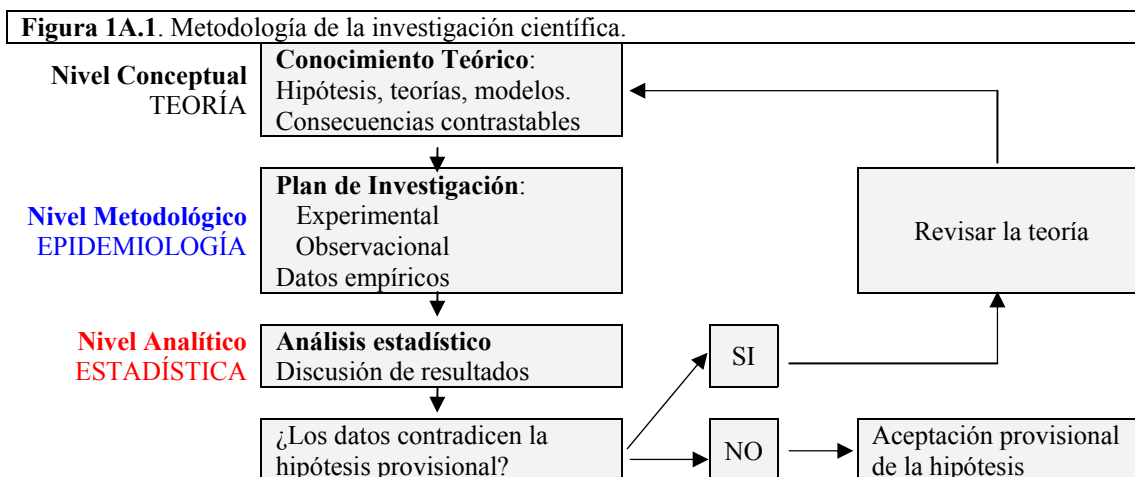 Figura 1A.1. Metodología de la investigación científica.
Nivel Conceptual
TEORÍA
Conocimiento Teórico:
Hipótesis, teorías, modelos.
Consecuencias contrastables
Nivel Metodológico
EPIDEMIOLOGÍA
Plan de Investigación:
Experimental
Observacional
Datos empíricos
Revisar la teoría
Nivel Analítico
ESTADÍSTICA
Análisis estadístico
Discusión de resultados
SI
¿Los datos contradicen la
hipótesis provisional?
NO
Aceptación provisional
de la hipótesis